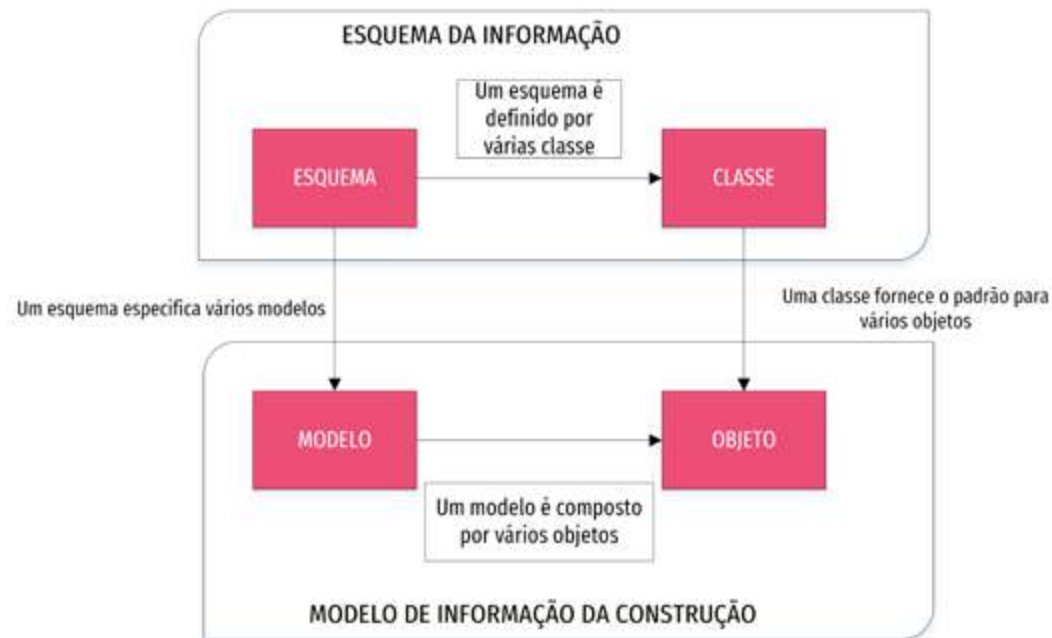 ESQUEMA DA INFORMAÇÃO
Um esquema é
definido por
várias classe
ESQUEMA
CLASSE
Um esquema especifica vários modelos
Uma classe fornece o padrão para
vários objetos
MODELO
OBJETO
Um modelo é composto
por vários objetos
MODELO DE INFORMAÇÃO DA CONSTRUÇÃO